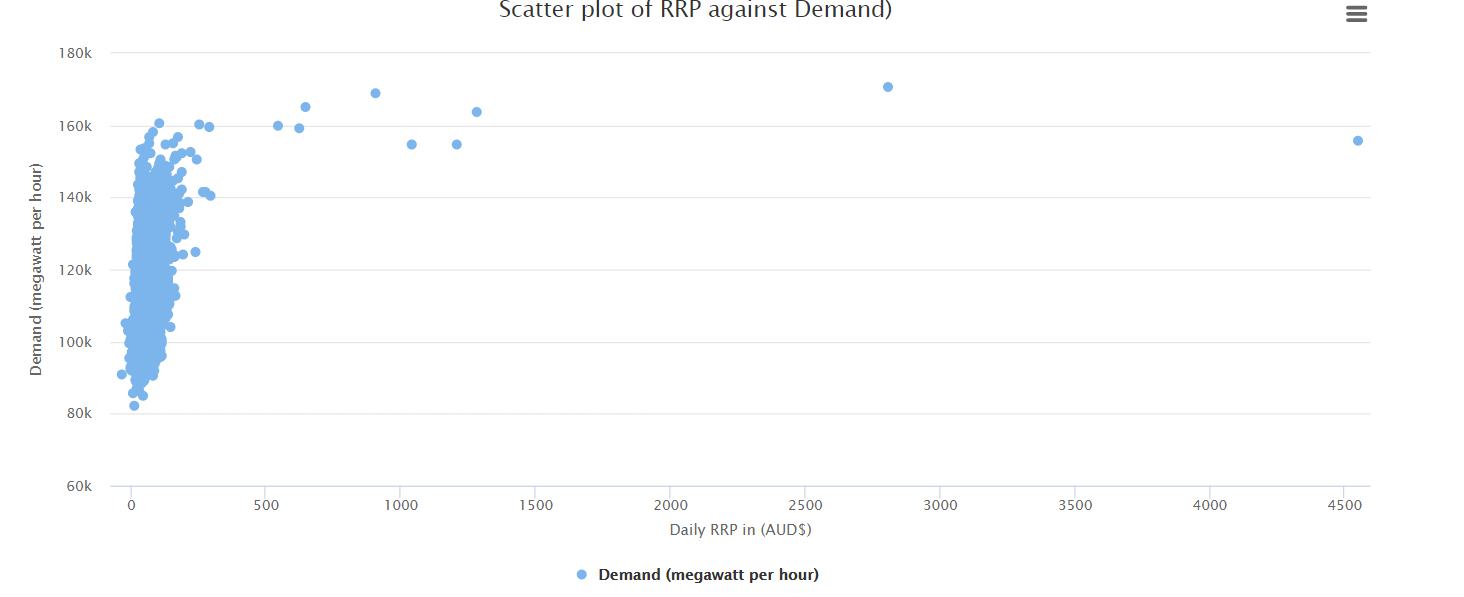 Scatter plot of RRP against Demand)
180k
160k
140k
120k
100k
80k
60k
Demand (megawatt per hour)
0 500 1000 1500 2000 2500 3000 3500 4000 4500
Daily RRP in (AUD$)
Demand (megawatt per hour)